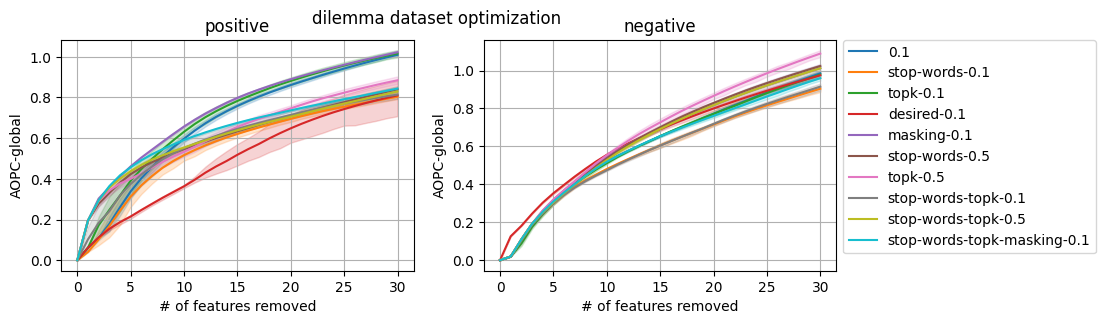 dilemma dataset optimization
positive
AOPC-global
1.0
0.8
0.6
0.4
0.2
0.0
0 5 10 15 20 25 30
# of features removed
negative
AOPC-global
1.0
0.8
0.6
0.4
0.2
0.0
0 5 10 15 20 25 30
# of features removed
0.1
stop-words-0.1
topk-0.1
desired-0.1
masking-0.1
stop-words-0.5
topk-0.5
stop-words-topk-0.1
stop-words-topk-0.5
stop-words-topk-masking-0.1